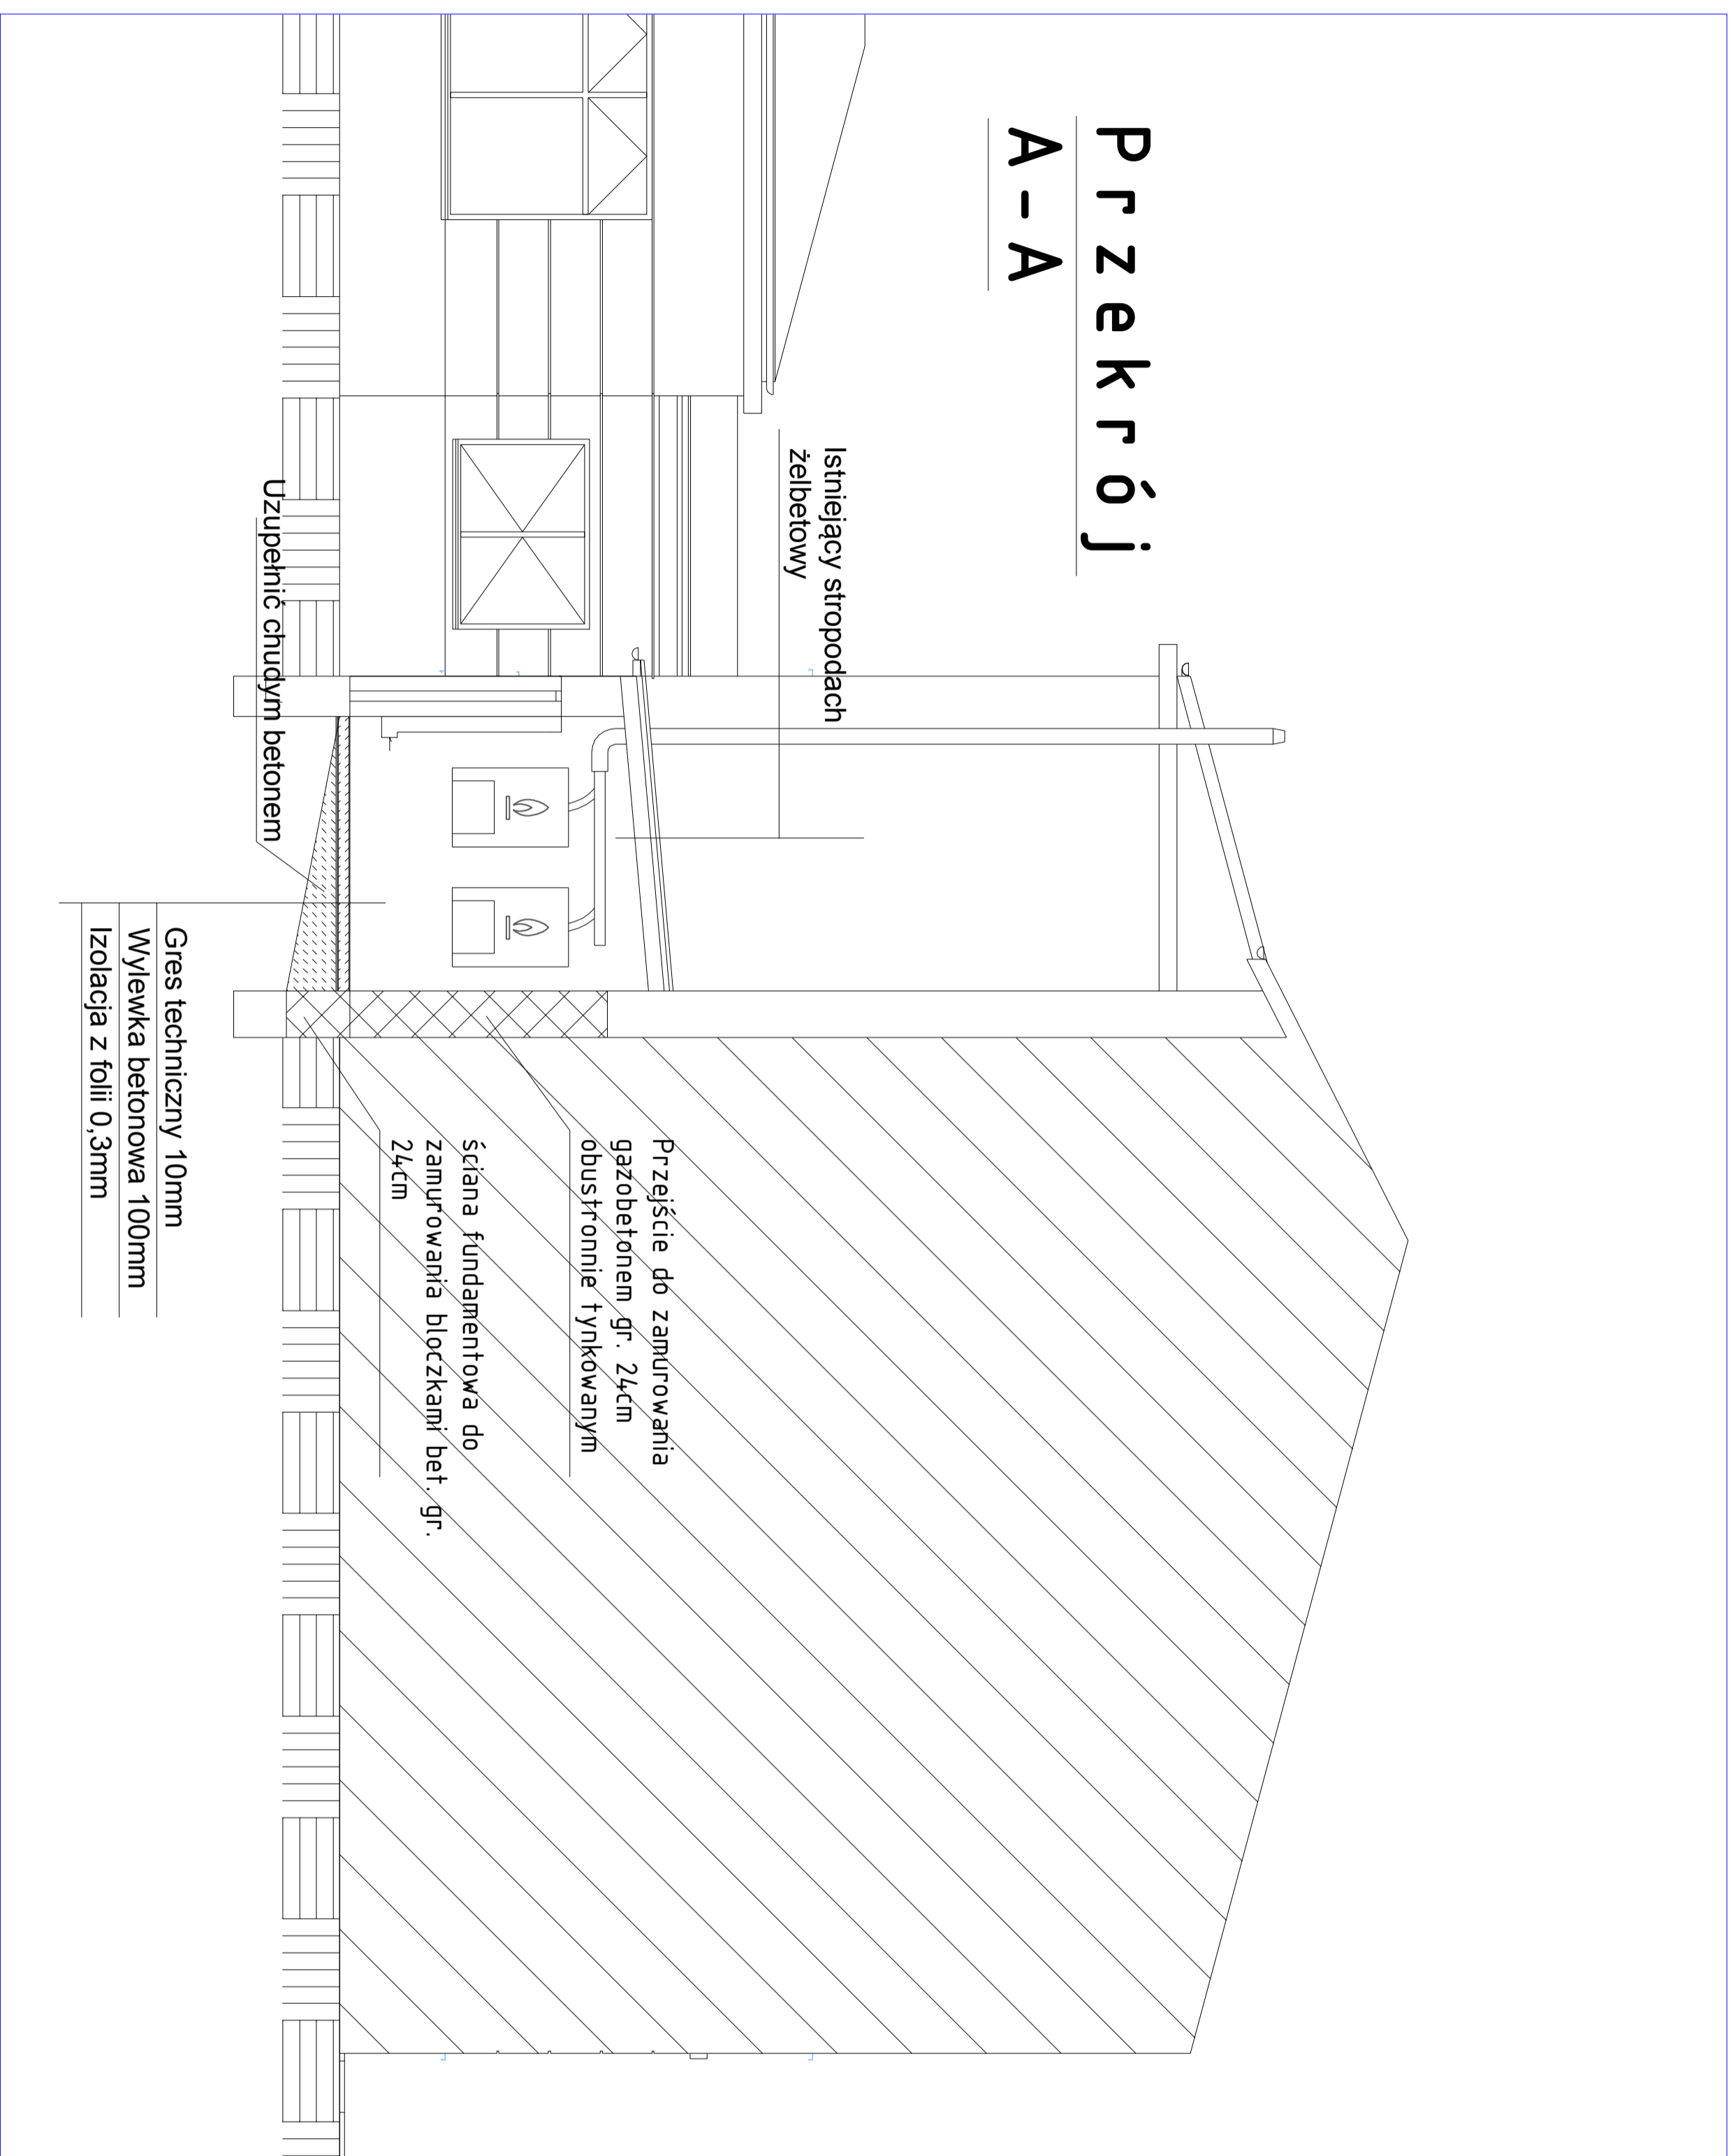 Przekrój
A-A
Istniejący stropodach
żelbetowy
Uzupełnić chudym betonem
Przejście do zamurowania
gazobetonem gr. 24cm
obustronnie tynkowanym
ściana fundamentowa do
zamurowania bloczkami bet. gr.
24cm
Gres techniczny 10mm
Wylewka betonowa 100mm
Izolacja z folii 0,3mm